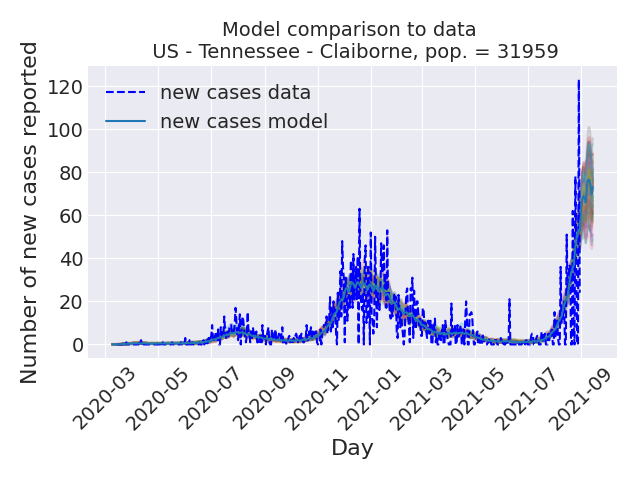 Model comparison to data
US - Tennessee - Claiborne, pop. = 31959
Number of new cases reported
120
100
80
60
40
20
0
new cases data
new cases model
2020-03
2020-05
2020-07
2020-09
2020-11
2021-01
2021-03
2021-05
2021-07
2021-09
Day